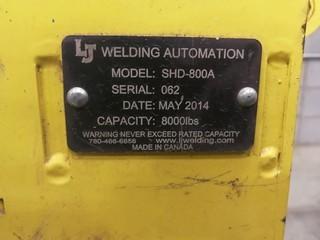 LJ WELDING AUTOMATION
MODEL: SHD-800A
SERIAL: 062
DATE: MAY 2014
CAPACITY: 8000lbs
WARNING NEVER EXCEED RATED CAPACITY
780-466-6658 www.ljwelding.com
MADE IN CANADA